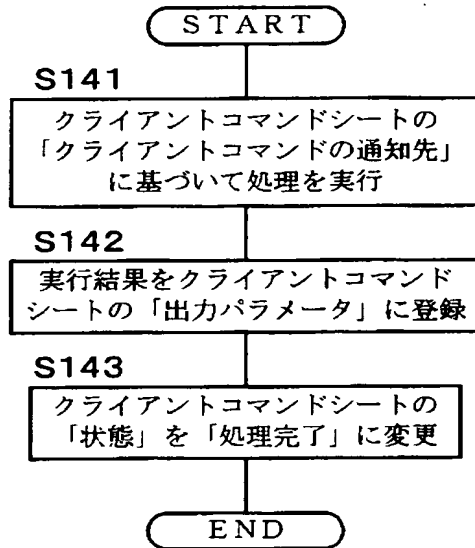 START
S141
クライアントコマンドシートの
「クライアントコマンドの通知先」
に基づいて処理を実行
S142
実行結果をクライアントコマンド
シートの「出力パラメータ」に登録
S143
クライアントコマンドシートの
「状態」を「処理完了」に変更
END